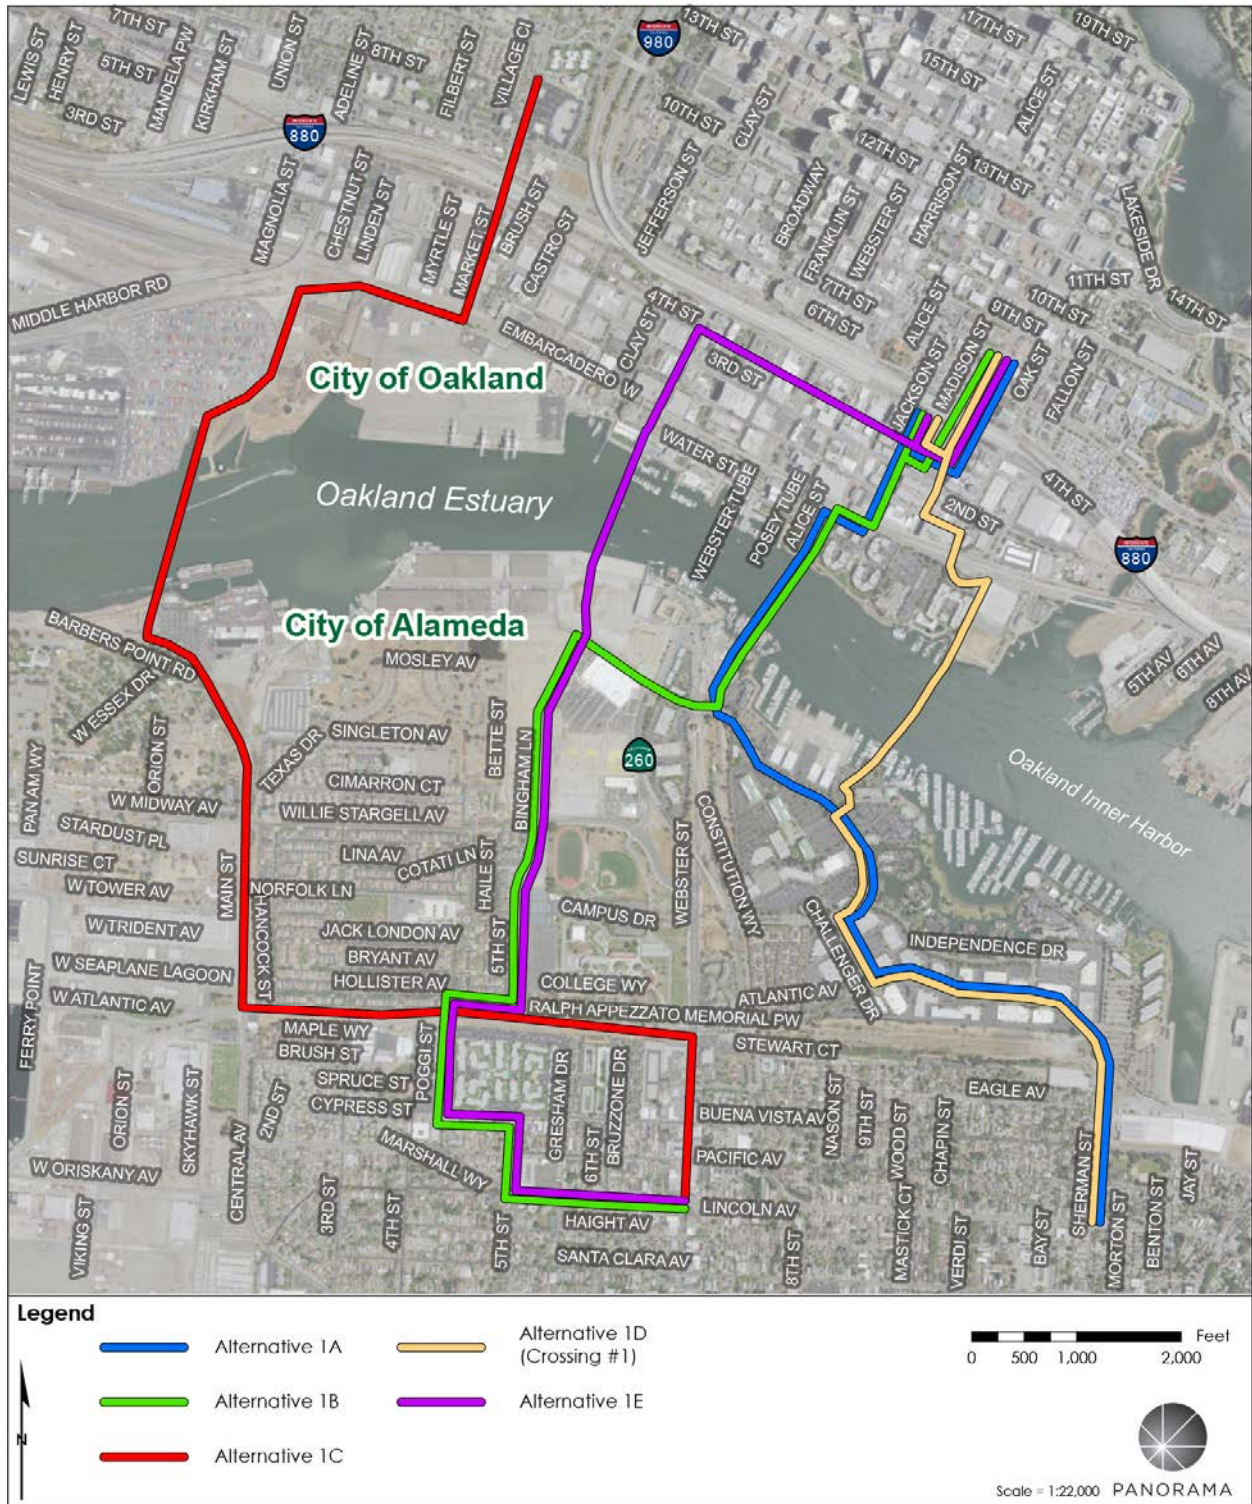 7TH ST
LEWIS ST
HENRY ST
5TH ST
3RD ST
MANDELA PW
KIRKHAM ST
UNION ST
ADELINE ST
8TH ST
FILBERT ST
VILLAGE CI
INTERSTATE
980
13TH ST
17TH ST
19TH ST
15TH ST
ALICE ST
INTERSTATE
880
10TH ST
CLAY ST
12TH ST
13TH ST
HARRISON ST
MAGNOLIA ST
CHESTNUT ST
LINDEN ST
MYRTLE ST
MARKET ST
BRUSH ST
CASTRO ST
JEFFERSON ST
BROADWAY
FRANKLIN ST
WEBSTER ST
LAKESIDE DR
MIDDLE HARBOR RD
7TH ST
6TH ST
11TH ST
10TH ST
14TH ST
9TH ST
4TH ST
CLAY ST
3RD ST
EMBARCADERO W
ALICE ST
JACKSON ST
MADISON ST
OAK ST
FALLON ST
City of Oakland
WATER ST
WEBSTER TUBE
POSEY TUBE
ALICE ST
4TH ST
2ND ST
Oakland Estuary
INTERSTATE
880
City of Alameda
BARBERS POINT RD
W ESSEX DR
MOSLEY AV
5TH AV
6TH AV
8TH AV
PAN AM WY
ORION ST
TEXAS DR
SINGLETON AV
BETTE ST
BINGHAM LN
260
W MIDWAY AV
CIMARRON CT
WILLIE STARGELL AV
Oakland Inner Harbor
STARDUST PL
SUNRISE CT
W TOWER AV
MAIN ST
LINA AV
COTATI LN
HAILE ST
NORFOLK LN
HANCOCK ST
WEBSTER ST
CONSTITUTION WY
W TRIDENT AV
JACK LONDON AV
BRYANT AV
HOLLISTER AV
5TH ST
CAMPUS DR
CHALLENGER DR
INDEPENDENCE DR
W SEAPLANE LAGOON
W ATLANTIC AV
COLLEGE WY
ATLANTIC AV
RALPH APPEZZATO MEMORIAL PW
FERRY POINT
MAPLE WY
BRUSH ST
POGGI ST
STEWART CT
SPRUCE ST
CYPRESS ST
GRESHAM DR
BRUZZONE DR
EAGLE AV
ORION ST
SKYHAWK ST
CENTRAL AV
2ND ST
BUENA VISTA AV
NASON ST
9TH ST
WOOD ST
CHAPIN ST
MARSHALL WY
6TH ST
PACIFIC AV
SHERMAN ST
JAY ST
W ORISKANY AV
VIKING ST
3RD ST
4TH ST
5TH ST
LINCOLN AV
HAIGHT AV
SANTA CLARA AV
8TH ST
MASTICK CT
VERDI ST
BAY ST
MORTON ST
BENTON ST
Legend
Alternative 1A
Alternative 1B
Alternative 1C
Alternative 1D
(Crossing #1)
Alternative 1E
Feet
0 500 1,000 2,000
N
Scale = 1:22,000 PANORAMA